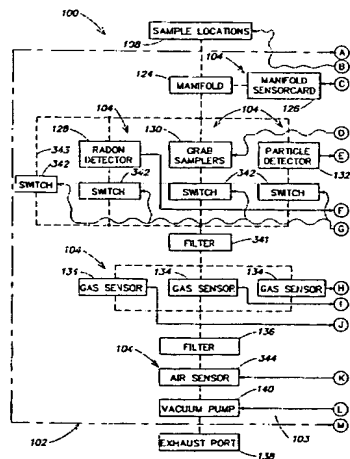 100
SAMPLE LOCATIONS
108
A
B
124
104
MANIFOLD
MANIFOLD SENSORCARD
C
126
104
104
D
343
128
RADON DETECTOR
130
GRAB SAMPLERS
PARTICLE DETECTOR
E
132
342
342
342
SWITCH
SWITCH
SWITCH
SWITCH
F
G
FILTER
341
104
134
134
134
GAS SENSOR
GAS SENSOR
GAS SENSOR
H
I
J
FILTER
136
104
344
AIR SENSOR
K
140
VACUUM PUMP
L
M
102
103
EXHAUST PORT
138